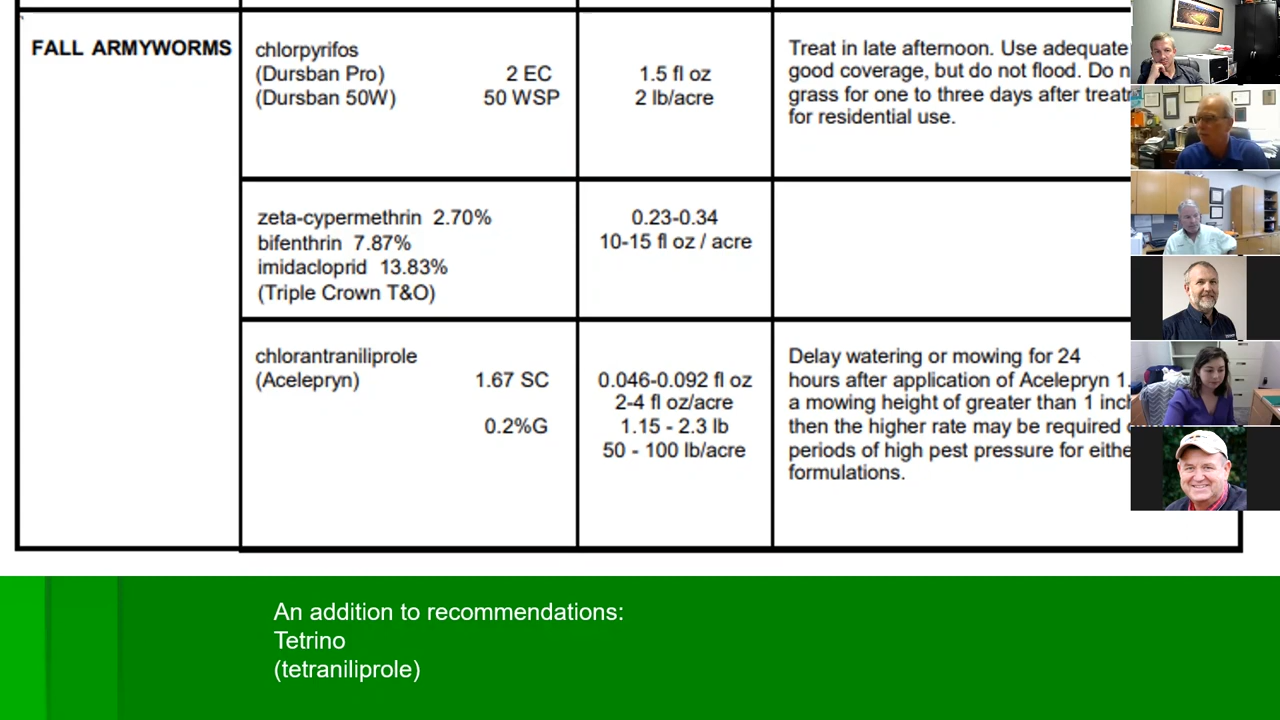 FALL ARMYWORMS
chlorpyrifos
(Dursban Pro) 2 EC
(Dursban 50W) 50 WSP
1.5 fl oz
2 lb/acre
Treat in late afternoon. Use adequate
good coverage, but do not flood. Do
grass for one to three days after
for residential use.
zeta-cypermethrin 2.70%
bifenthrin 7.87%
imidacloprid 13.83%
(Triple Crown T&O)
0.23-0.34
10-15 fl oz / acre
chlorantraniliprole
(Acelepryn) 1.67 SC
0.2%G
0.046-0.092 fl oz
2-4 fl oz/acre
1.15 - 2.3 lb
50 - 100 lb/acre
Delay watering or mowing for 24
hours after application of Acelepryn 1.
a mowing height of greater than 1
then the higher rate may be required
periods of high pest pressure for
formulations.
An addition to recommendations:
Tetrino
(tetraniliprole)